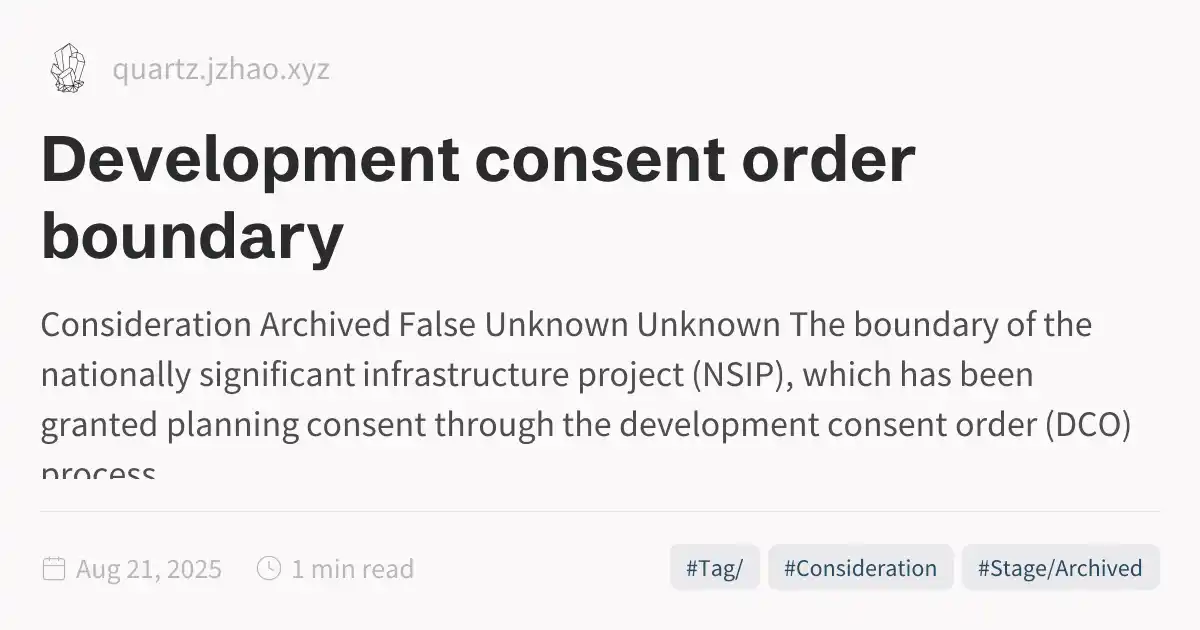 quartz.jzhao.xyz
Development consent order
boundary
Consideration Archived False Unknown Unknown The boundary of the
nationally significant infrastructure project (NSIP), which has been
granted planning consent through the development consent order (DCO)
process
Aug 21, 2025 1 min read #Tag/ #Consideration #Stage/Archived